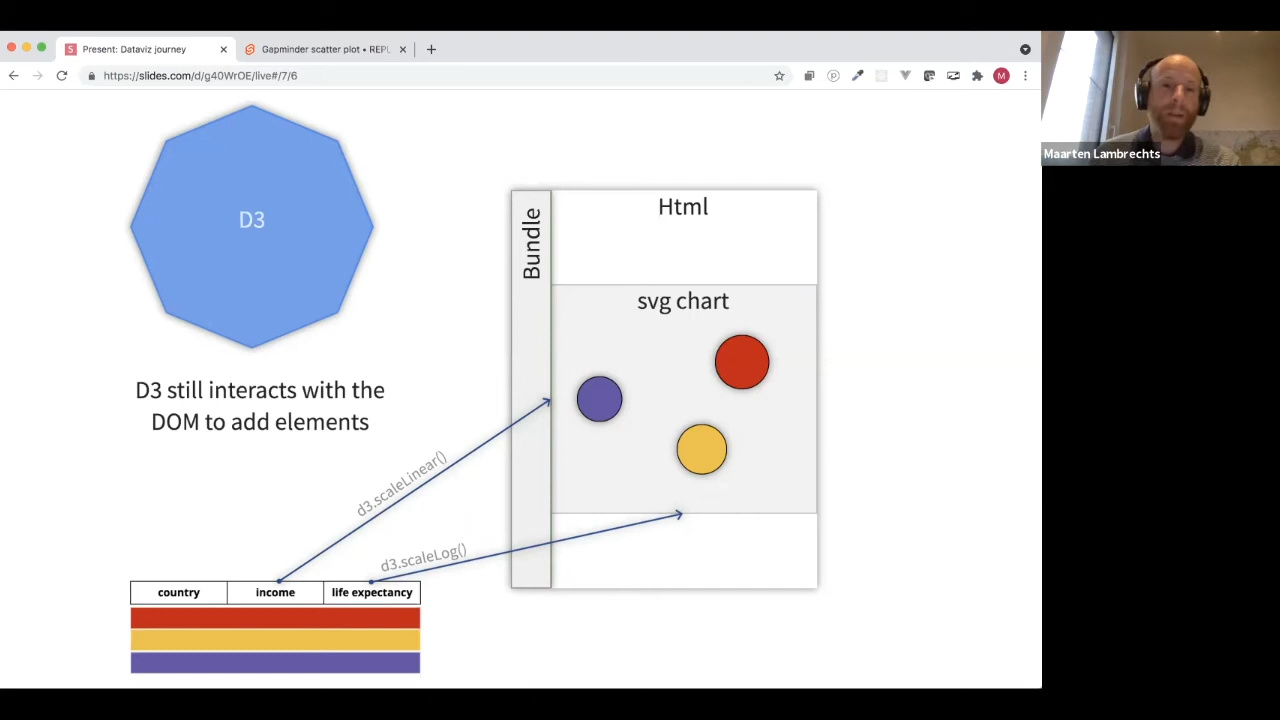 Present: Dataviz journey
Gapminder scatter plot • REPL
https://slides.com/d/g40WrOE/live#/7/6
M
Maarten Lambrechts
D3
D3 still interacts with the
DOM to add elements
Bundle
Html
svg chart
d3.scaleLinear()
d3.scaleLog()
country income life expectancy